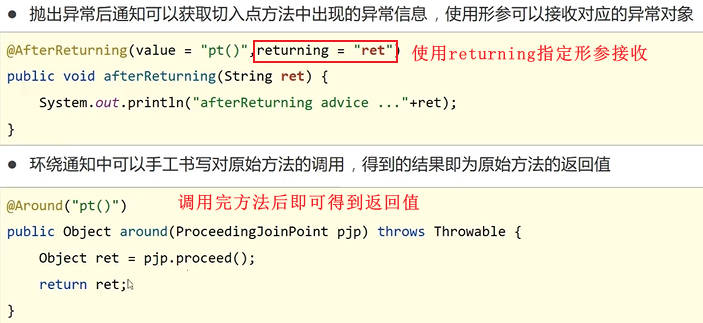 ● 抛出异常后通知可以获取切入点方法中出现的异常信息，使用形参可以接收对应的异常对象
@AfterReturning(value = "pt()",returning = "ret") 使用returning指定形参接收
public void afterReturning(String ret) {
System.out.println("afterReturning advice ..."+ret);
}
● 环绕通知中可以手工书写对原始方法的调用，得到的结果即为原始方法的返回值
@Around("pt()") 调用完方法后即可得到返回值
public Object around(ProceedingJoinPoint pjp) throws Throwable {
Object ret = pjp.proceed();
return ret;
}